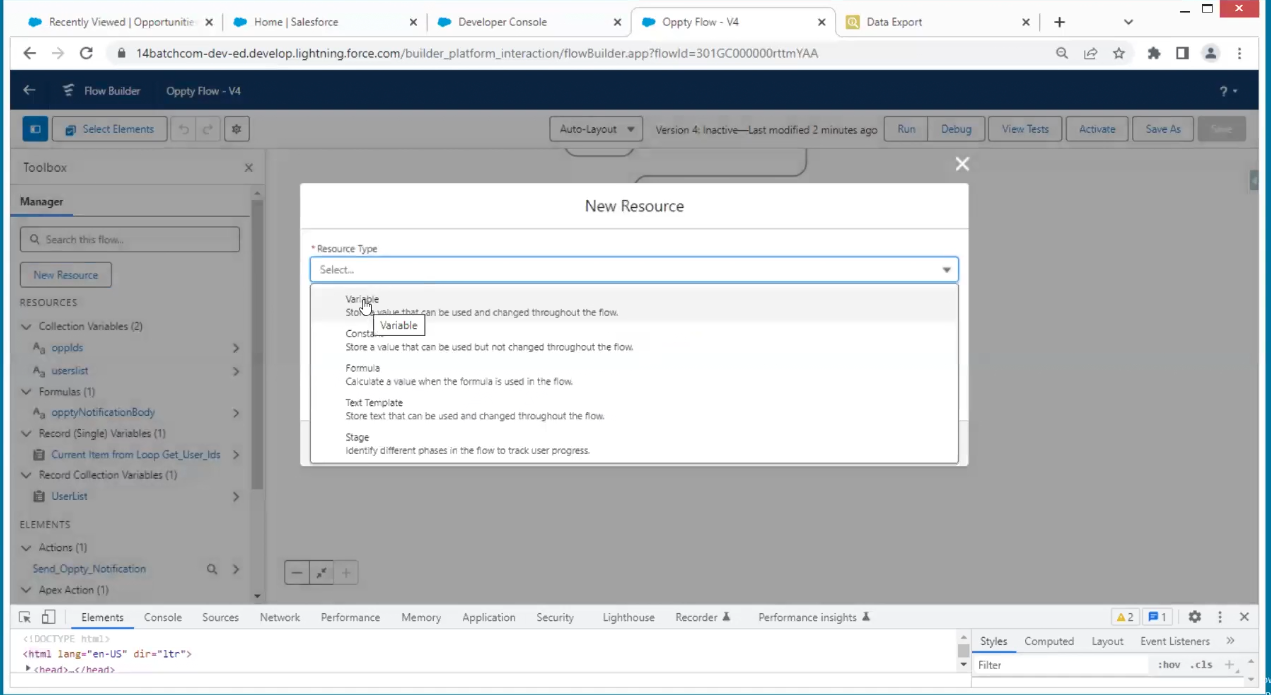 Recently Viewed | Opportunitie
Home | Salesforce
Developer Console
Oppty Flow - V4
Data Export
14batchcom-dev-ed.develop.lightning.force.com/builder_platform_interaction/flowBuilder.app?flowId=301GC000000rttmYAA
Flow Builder
Oppty Flow - V4
?
Select Elements
Auto-Layout
Version 4: Inactive—Last modified 2 minutes ago
Run
Debug
View Tests
Activate
Save As
Save
Toolbox
Manager
Search this flow...
New Resource
RESOURCES
Collection Variables (2)
oppIds
userslist
Formulas (1)
opptyNotificationBody
Record (Single) Variables (1)
Current Item from Loop Get_User_Ids
Record Collection Variables (1)
UserList
ELEMENTS
Actions (1)
Send_Oppty_Notification
Apex Action (1)
New Resource
* Resource Type
Select...
Variable
Store a value that can be used and changed throughout the flow.
Variable
Consta
Store a value that can be used but not changed throughout the flow.
Formula
Calculate a value when the formula is used in the flow.
Text Template
Store text that can be used and changed throughout the flow.
Stage
Identify different phases in the flow to track user progress.
Elements
Console
Sources
Network
Performance
Memory
Application
Security
Lighthouse
Recorder
Performance insights
2
1
<!DOCTYPE html>
<html lang="en-US" dir="ltr">
<head>…</head>
Styles
Computed
Layout
Event Listeners
Filter
:hov .cls